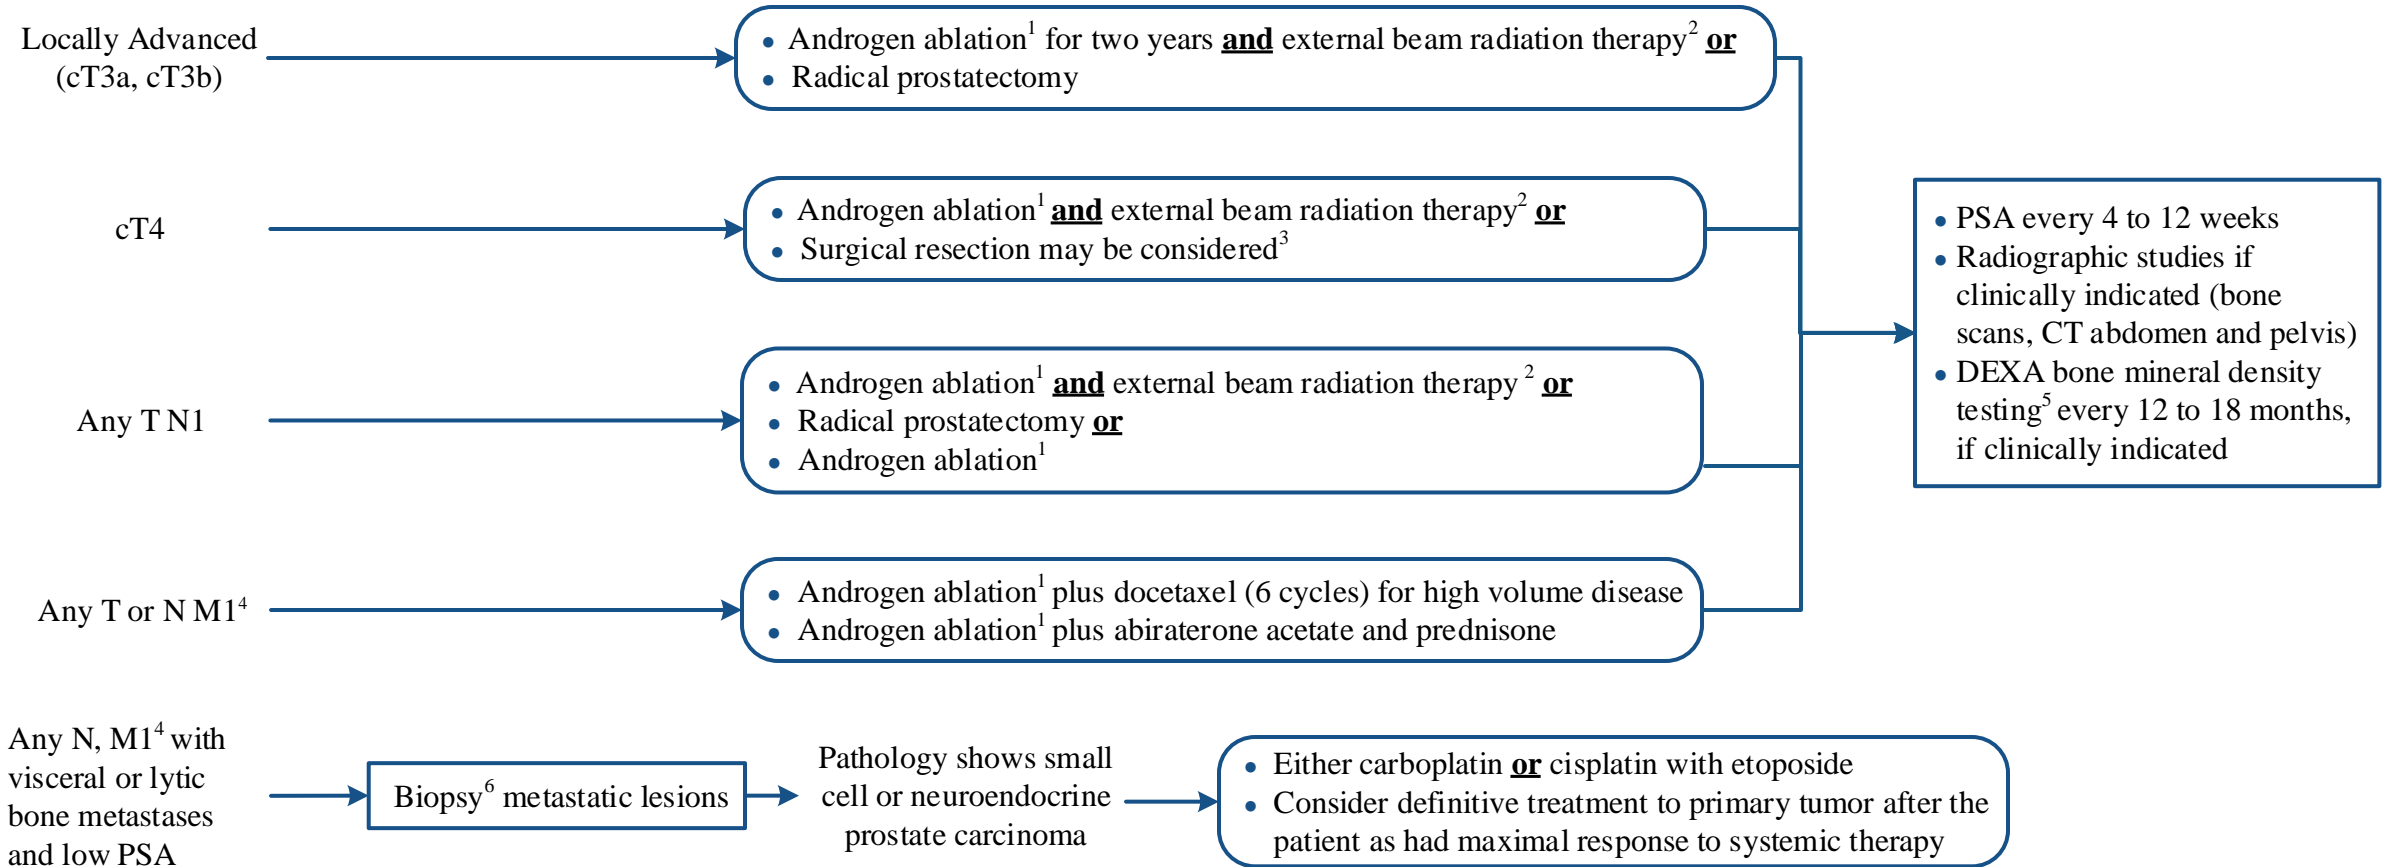 Locally Advanced
(cT3a, cT3b)
• Androgen ablation1 for two years and external beam radiation therapy2 or
• Radical prostatectomy
cT4
• Androgen ablation1 and external beam radiation therapy2 or
• Surgical resection may be considered3
Any T N1
• Androgen ablation1 and external beam radiation therapy 2 or
• Radical prostatectomy or
• Androgen ablation1
Any T or N M14
• Androgen ablation1 plus docetaxel (6 cycles) for high volume disease
• Androgen ablation1 plus abiraterone acetate and prednisone
• PSA every 4 to 12 weeks
• Radiographic studies if
clinically indicated (bone
scans, CT abdomen and pelvis)
• DEXA bone mineral density
testing5 every 12 to 18 months,
if clinically indicated
Any N, M14 with
visceral or lytic
bone metastases
and low PSA
Biopsy6 metastatic lesions
Pathology shows small
cell or neuroendocrine
prostate carcinoma
• Either carboplatin or cisplatin with etoposide
• Consider definitive treatment to primary tumor after the
patient as had maximal response to systemic therapy